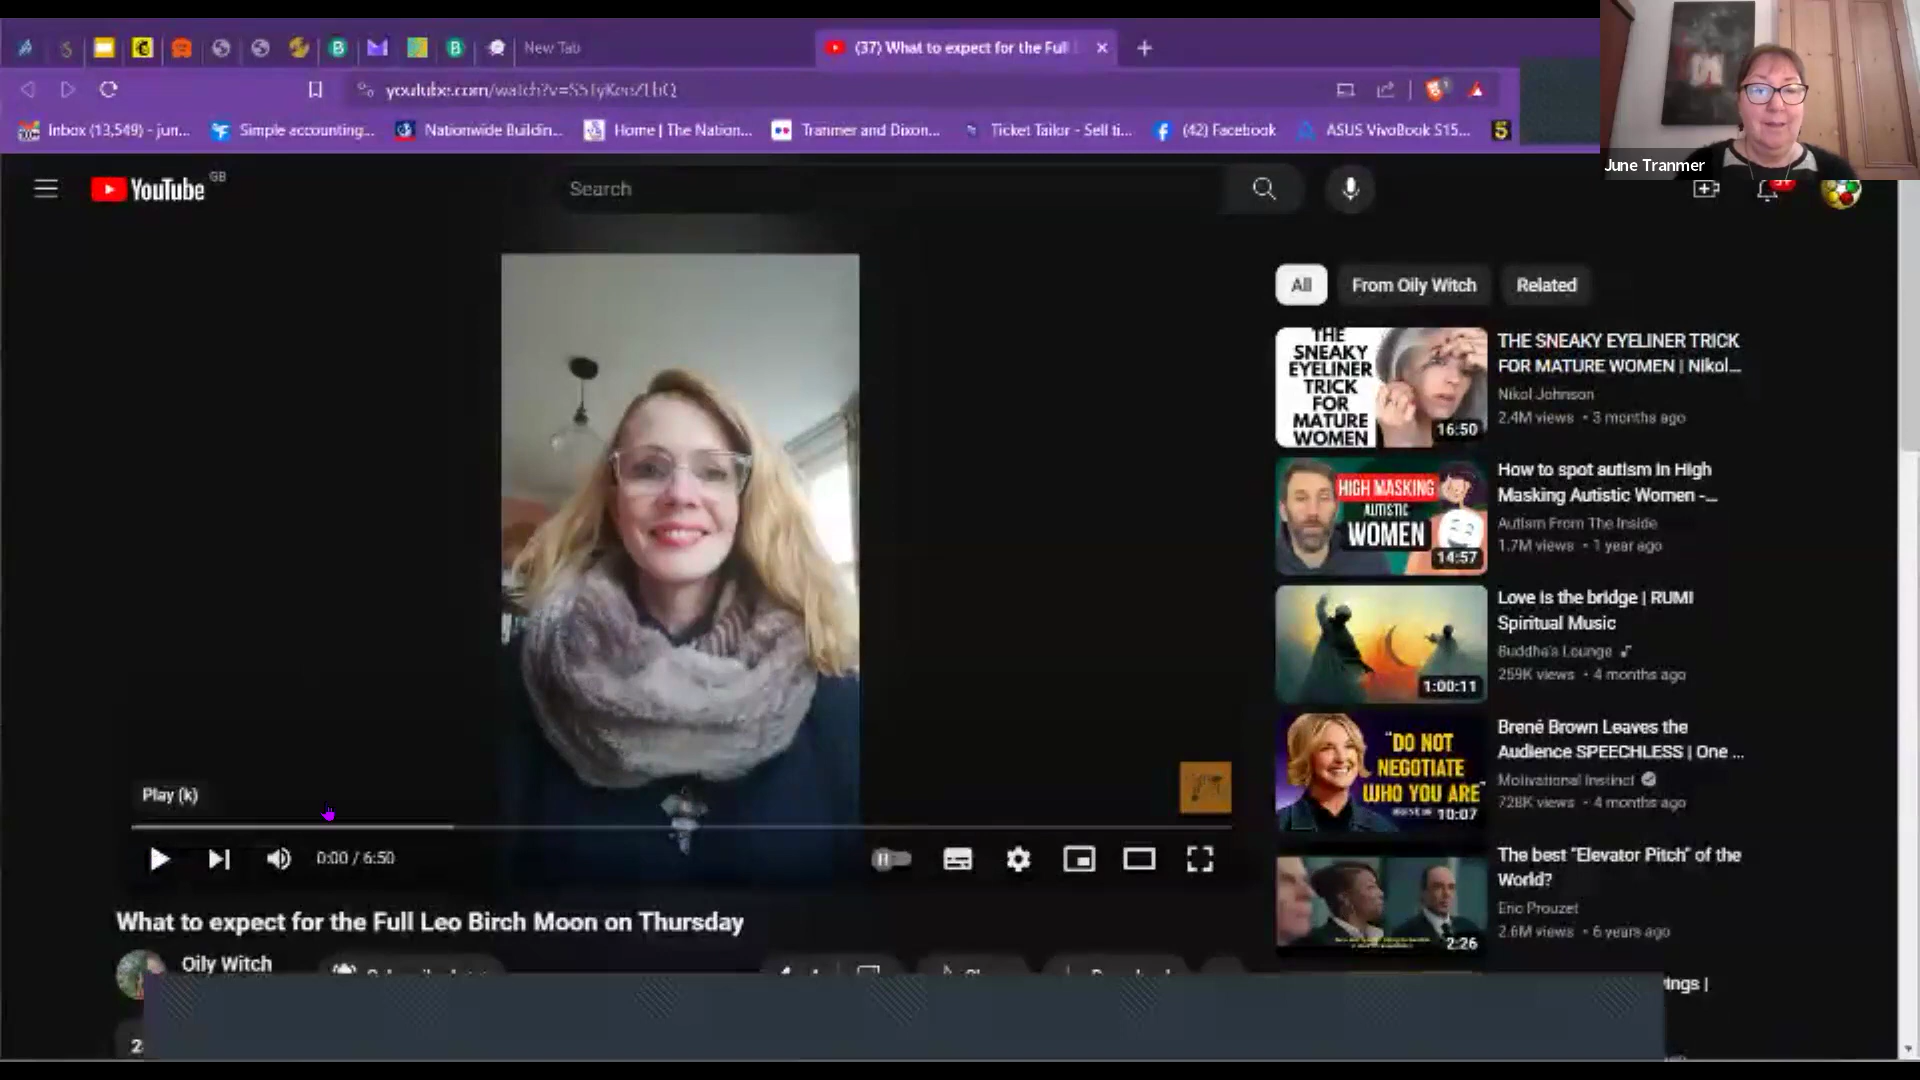 New Tab
(37) What to expect for the Full
June Tranmer
Inbox (13,549) - jun...
Simple accounting...
Nationwide Buildin...
Home | The Nation...
Tranmer and Dixon...
Ticket Tailor - Sell ti...
(42) Facebook
ASUS VivoBook S15...
YouTube GB
Search
All
From Oily Witch
Related
THE
SNEAKY
EYELINER
TRICK
FOR
MATURE
WOMEN
16:50
THE SNEAKY EYELINER TRICK
FOR MATURE WOMEN | Nikol...
Nikol Johnson
2.4M views • 3 months ago
HIGH MASKING
AUTISTIC
WOMEN
14:57
How to spot autism in High
Masking Autistic Women -...
Autism From The Inside
1.7M views • 1 year ago
1:00:11
Love is the bridge | RUMI
Spiritual Music
Buddha's Lounge
259K views • 4 months ago
"DO NOT
NEGOTIATE
WHO YOU ARE"
10:07
Brené Brown Leaves the
Audience SPEECHLESS | One ...
Motivational Instinct
728K views • 4 months ago
2:26
The best "Elevator Pitch" of the
World?
Eric Prouzet
2.6M views • 6 years ago
Play (k)
0:00 / 6:50
What to expect for the Full Leo Birch Moon on Thursday
Oily Witch